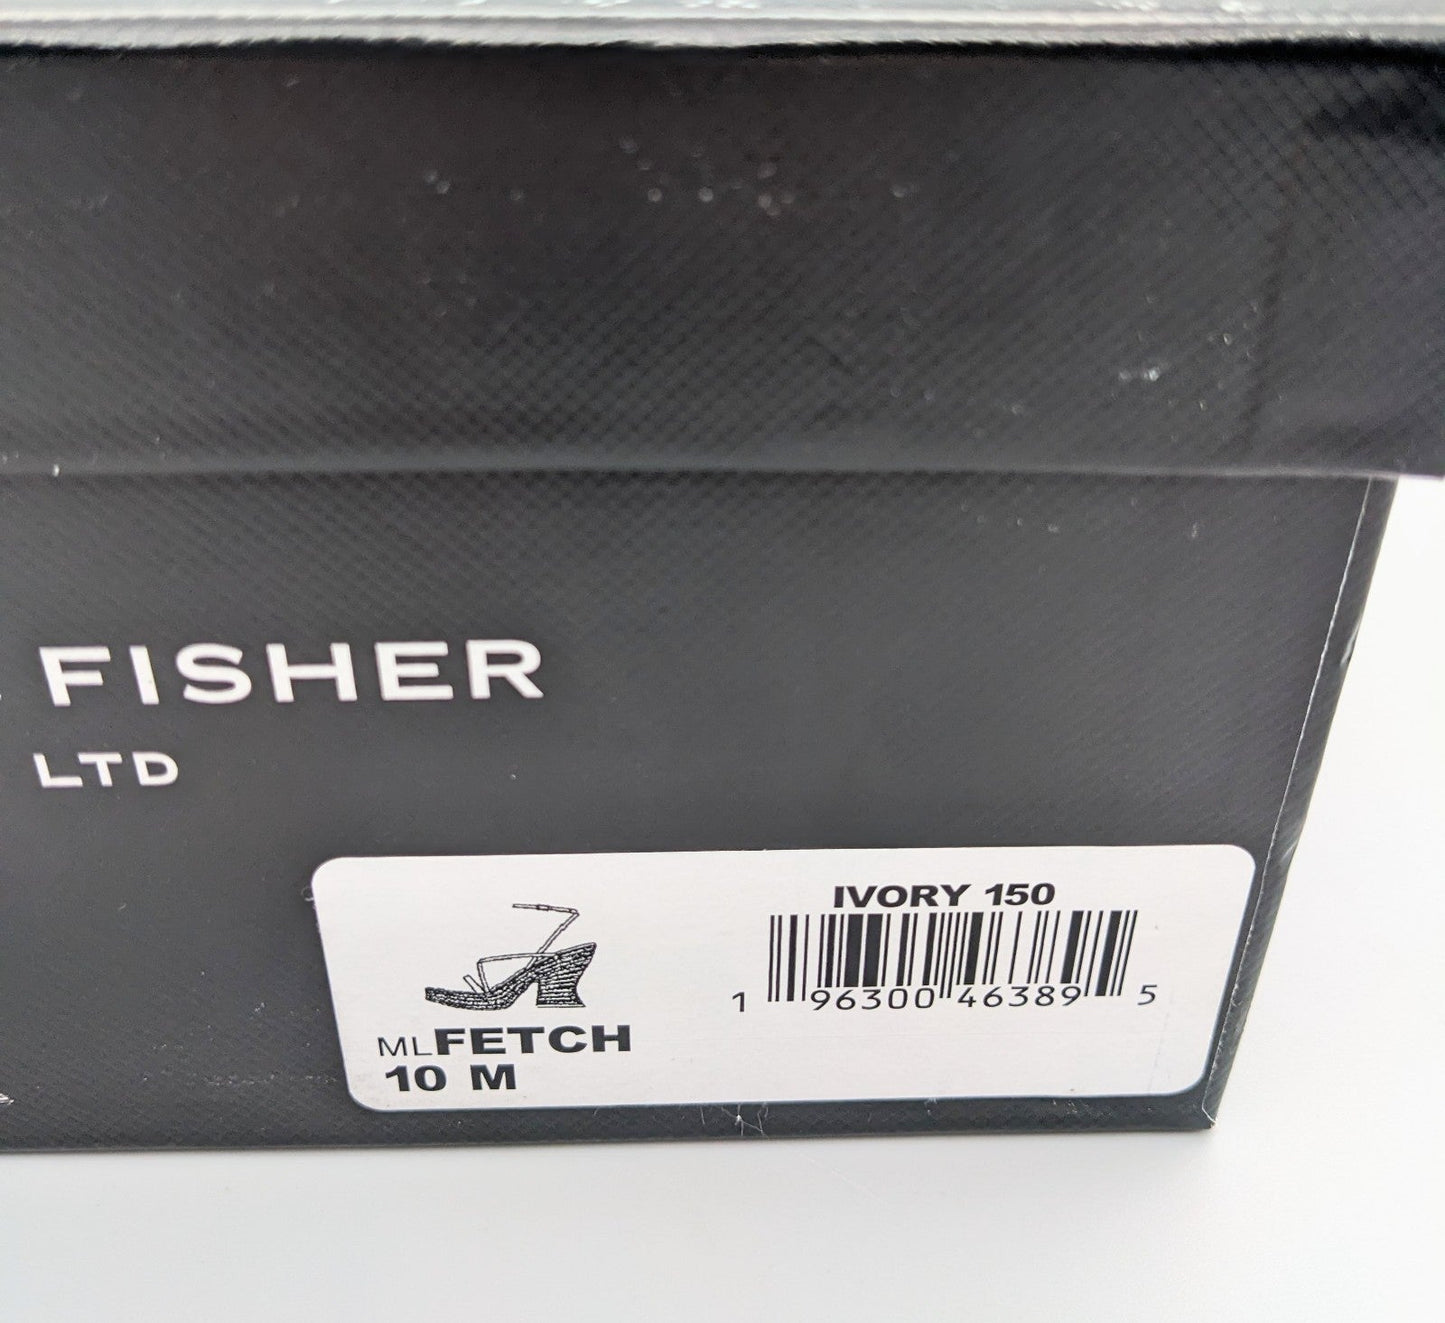 FISHER
LTD
IVORY 150
1 96300 46389 5
MLFETCH
10 M